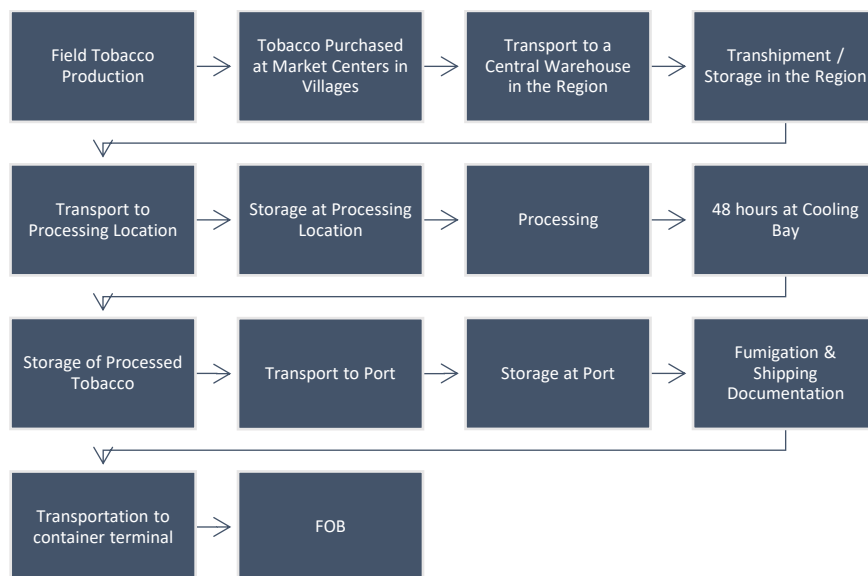 Field Tobacco
Production
Tobacco Purchased
at Market Centers in
Villages
Transport to a
Central Warehouse
in the Region
Transhipment /
Storage in the Region
Transport to
Processing Location
Storage at Processing
Location
Processing
48 hours at Cooling
Bay
Storage of Processed
Tobacco
Transport to Port
Storage at Port
Fumigation &
Shipping
Documentation
Transportation to
container terminal
FOB